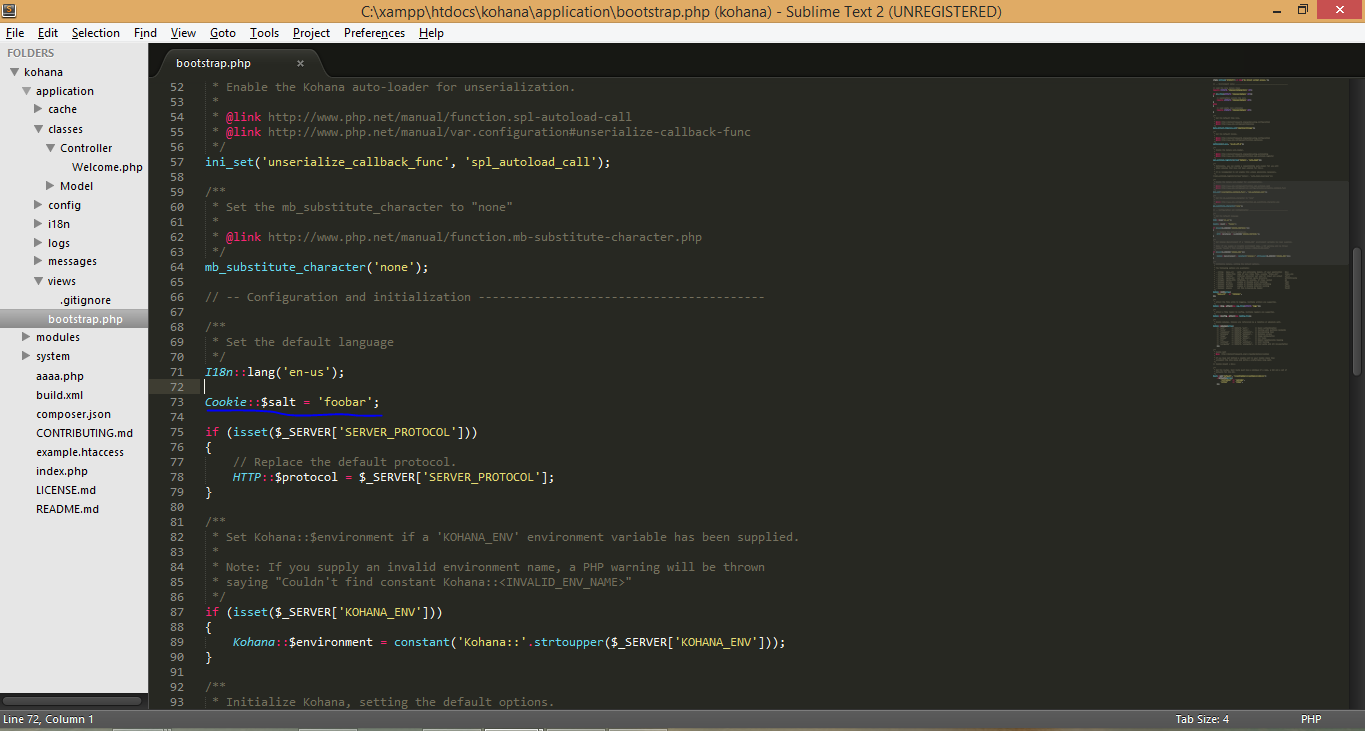 C:\xampp\htdocs\kohana\application\bootstrap.php (kohana) - Sublime Text 2 (UNREGISTERED)
File Edit Selection Find View Goto Tools Project Preferences Help
FOLDERS
kohana
application
cache
classes
Controller
Welcome.php
Model
config
i18n
logs
messages
views
.gitignore
bootstrap.php
modules
system
aaaa.php
build.xml
composer.json
CONTRIBUTING.md
example.htaccess
index.php
LICENSE.md
README.md
bootstrap.php ×
52 * Enable the Kohana auto-loader for unserialization.
53 *
54 * @link http://www.php.net/manual/function.spl-autoload-call
55 * @link http://www.php.net/manual/var.configuration#unserialize-callback-func
56 */
57 ini_set('unserialize_callback_func', 'spl_autoload_call');
58
59 /**
60 * Set the mb_substitute_character to "none"
61 *
62 * @link http://www.php.net/manual/function.mb-substitute-character.php
63 */
64 mb_substitute_character('none');
65
66 // -- Configuration and initialization -----------------------------------------
67
68 /**
69 * Set the default language
70 */
71 I18n::lang('en-us');
72
73 Cookie::$salt = 'foobar';
74
75 if (isset($_SERVER['SERVER_PROTOCOL']))
76 {
77 // Replace the default protocol.
78 HTTP::$protocol = $_SERVER['SERVER_PROTOCOL'];
79 }
80
81 /**
82 * Set Kohana::$environment if a 'KOHANA_ENV' environment variable has been supplied.
83 *
84 * Note: If you supply an invalid environment name, a PHP warning will be thrown
85 * saying "Couldn't find constant Kohana::<INVALID_ENV_NAME>"
86 */
87 if (isset($_SERVER['KOHANA_ENV']))
88 {
89 Kohana::$environment = constant('Kohana::'.strtoupper($_SERVER['KOHANA_ENV']));
90 }
91
92 /**
93 * Initialize Kohana, setting the default options.
Line 72, Column 1 Tab Size: 4 PHP